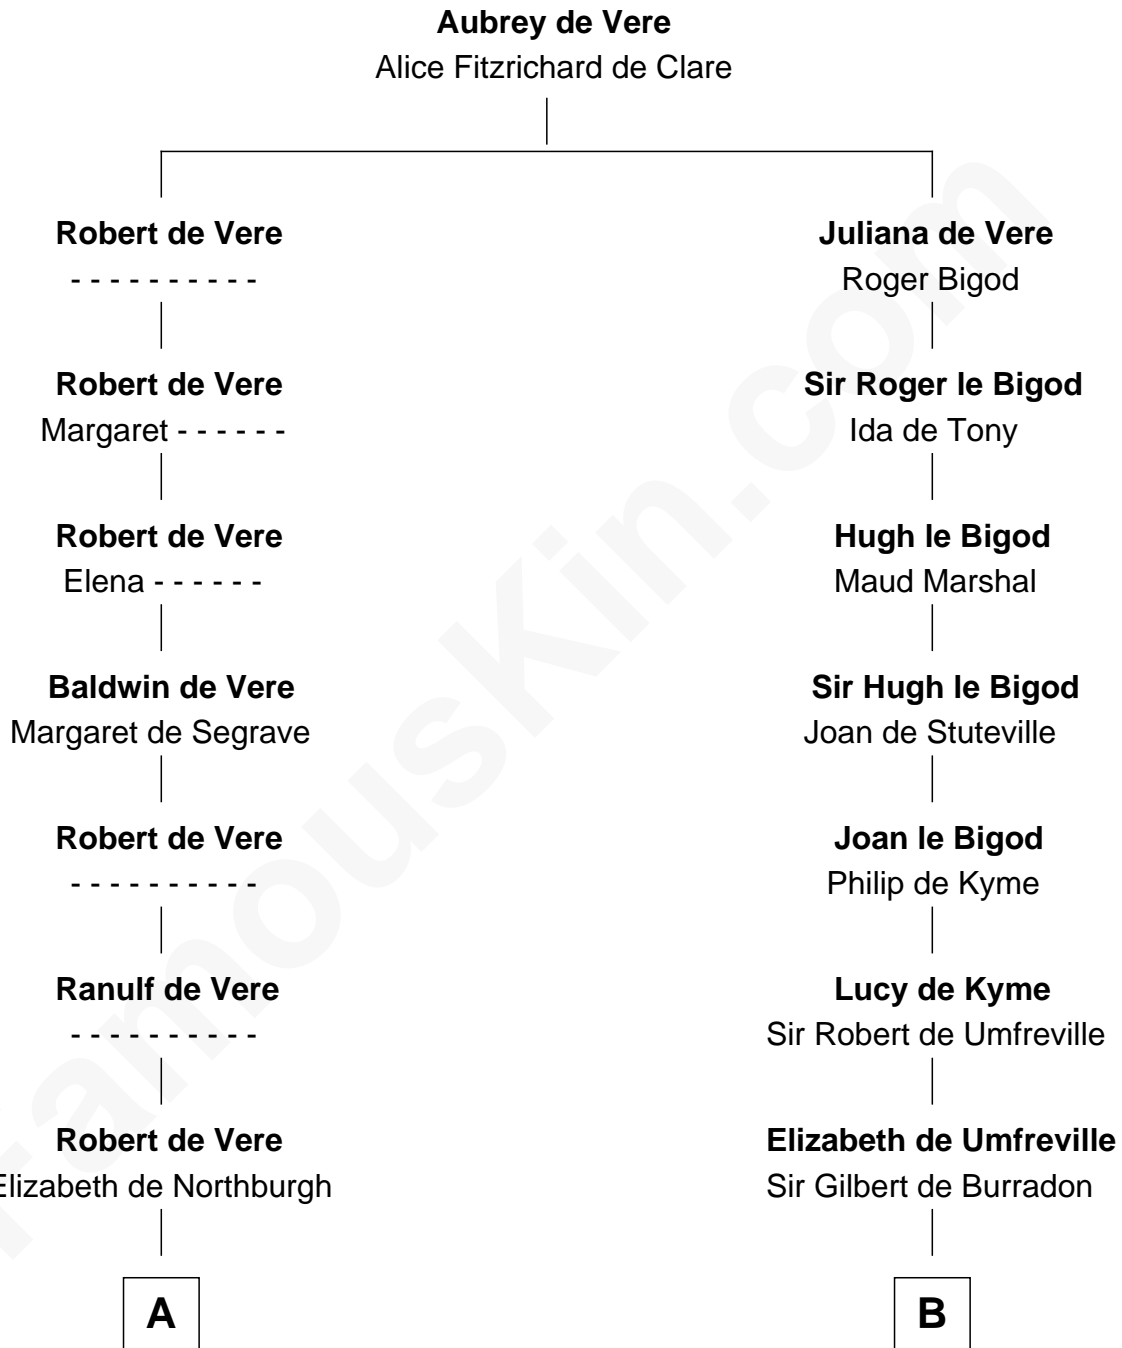 Aubrey de Vere
Alice Fitzrichard de Clare
Robert de Vere
- - - - - - - - - -
Robert de Vere
Margaret - - - - - -
Robert de Vere
Elena - - - - - -
Baldwin de Vere
Margaret de Segrave
Robert de Vere
- - - - - - - - - -
Ranulf de Vere
- - - - - - - - - -
Robert de Vere
Elizabeth de Northburgh
A
Juliana de Vere
Roger Bigod
Sir Roger le Bigod
Ida de Tony
Hugh le Bigod
Maud Marshal
Sir Hugh le Bigod
Joan de Stuteville
Joan le Bigod
Philip de Kyme
Lucy de Kyme
Sir Robert de Umfreville
Elizabeth de Umfreville
Sir Gilbert de Burradon
B
FamousKin.com